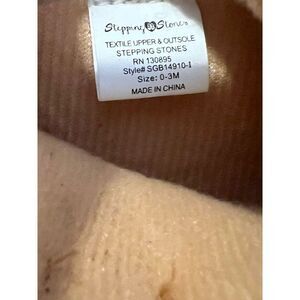 Stepping Stones
TEXTILE UPPER & OUTSOLE
STEPPING STONES
RN 130895
Style# SGB14910-I
Size: 0-3M
MADE IN CHINA